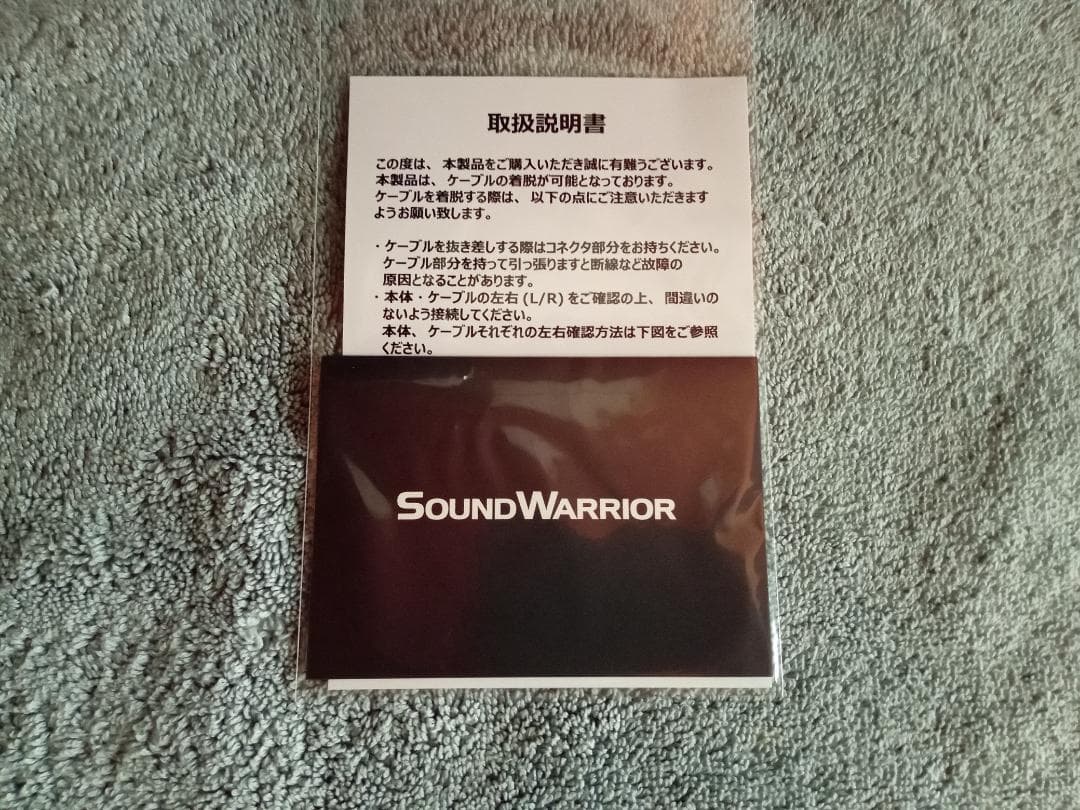 取扱説明書
この度は、本製品をご購入いただき誠に有難うございます。
本製品は、ケーブルの着脱が可能となっております。
ケーブルを着脱する際は、以下の点にご注意いただきます
ようお願い致します。
・ケーブルを抜き差しする際はコネクタ部分をお持ちください。
ケーブル部分を持って引っ張りますと断線など故障の
原因となることがあります。
・本体・ケーブルの左右(L/R)をご確認の上、間違いの
ないよう接続してください。
本体、ケーブルそれぞれの左右確認方法は下図をご参照
ください。
SOUNDWARRIOR